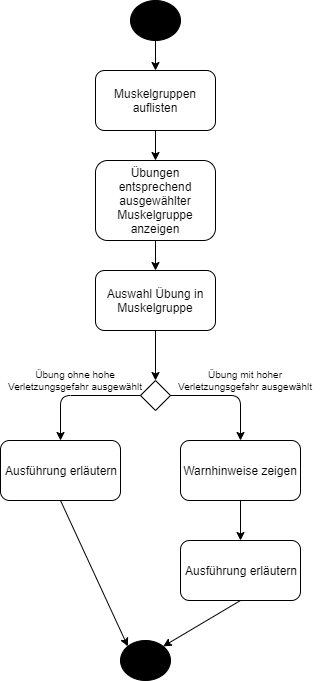 Muskelgruppen
auflisten
Übungen
entsprechend
ausgewählter
Muskelgruppe
anzeigen
Auswahl Übung in
Muskelgruppe
Übung ohne hohe
Verletzungsgefahr ausgewählt
Übung mit hoher
Verletzungsgefahr ausgewählt
Ausführung erläutern
Warnhinweise zeigen
Ausführung erläutern